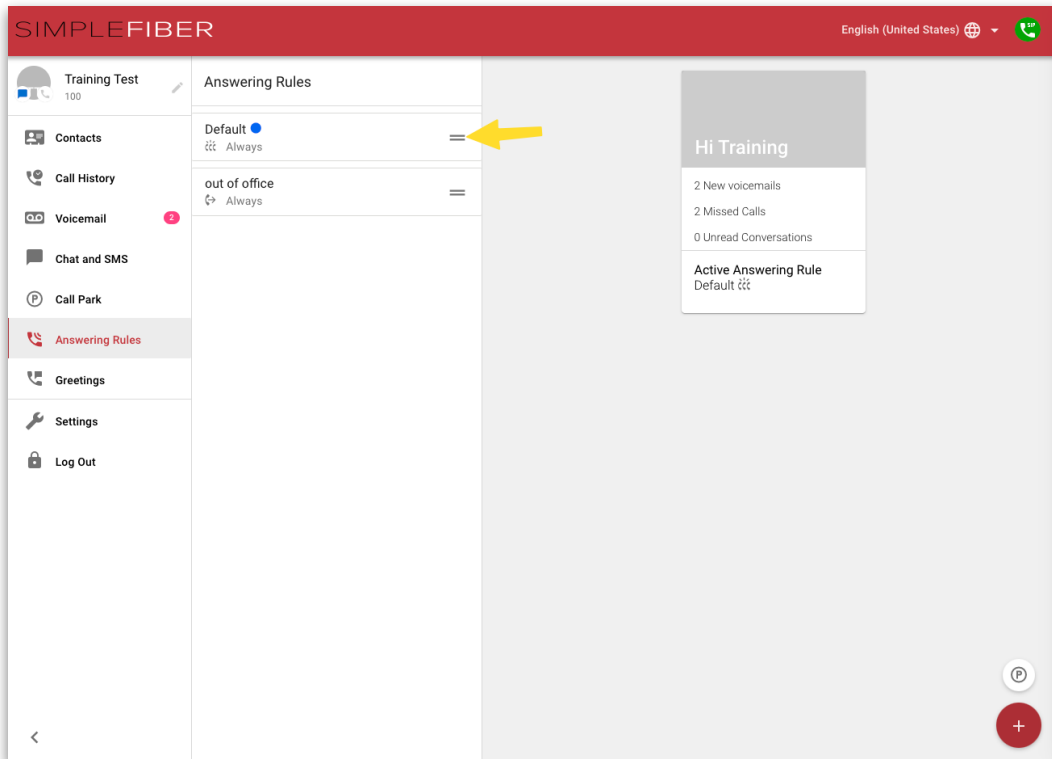 SIMPLEFIBER
English (United States)
SIP
Training Test
100
Contacts
Call History
Voicemail
2
Chat and SMS
P
Call Park
Answering Rules
Greetings
Settings
Log Out
Answering Rules
Default
Always
out of office
Always
Hi Training
2 New voicemails
2 Missed Calls
0 Unread Conversations
Active Answering Rule
Default
P